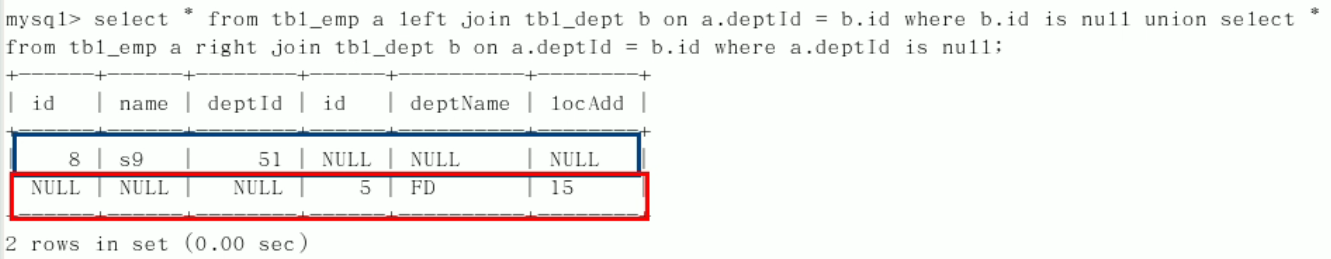 mysql> select * from tbl_emp a left join tbl_dept b on a.deptId = b.id where b.id is null union select *
from tbl_emp a right join tbl_dept b on a.deptId = b.id where a.deptId is null;
+------+------+--------+------+----------+--------+
| id | name | deptId | id | deptName | locAdd |
+------+------+--------+------+----------+--------+
| 8 | s9 | 51 | NULL | NULL | NULL |
| NULL | NULL | NULL | 5 | FD | 15 |
+------+------+--------+------+----------+--------+
2 rows in set (0.00 sec)